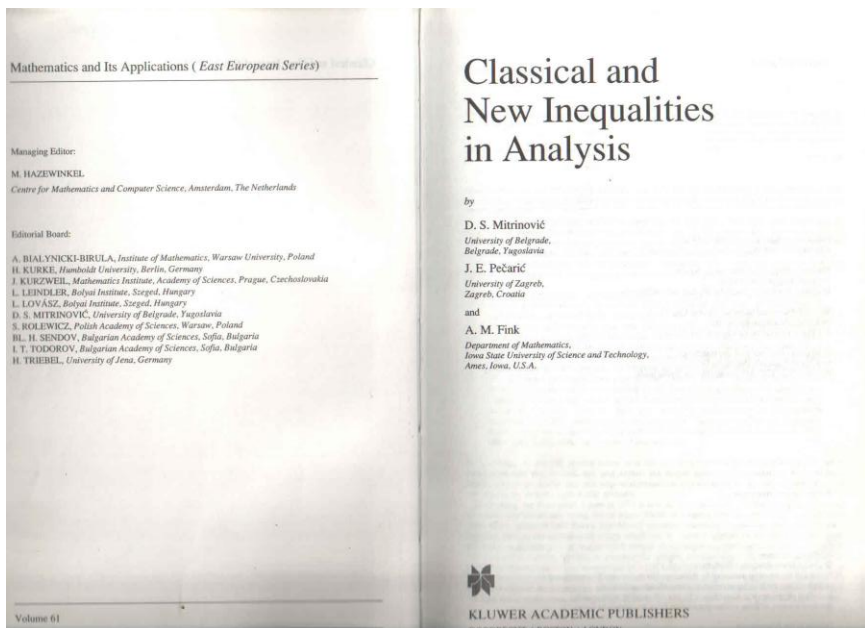 Mathematics and Its Applications ( East European Series)
Managing Editor:
M. HAZEWINKEL
Centre for Mathematics and Computer Science, Amsterdam, The Netherlands
Editorial Board:
A. BIALYNICKI-BIRULA, Institute of Mathematics, Warsaw University, Poland
H. KURKE, Humboldt University, Berlin, Germany
J. KURZWEIL, Mathematics Institute, Academy of Sciences, Prague, Czechoslovakia
L. LEINDLER, Bolyai Institute, Szeged, Hungary
L. LOVÁSZ, Bolyai Institute, Szeged, Hungary
D. S. MITRINOVIĆ, University of Belgrade, Yugoslavia
S. ROLEWICZ, Polish Academy of Sciences, Warsaw, Poland
BL. H. SENDOV, Bulgarian Academy of Sciences, Sofia, Bulgaria
I. T. TODOROV, Bulgarian Academy of Sciences, Sofia, Bulgaria
H. TRIEBEL, University of Jena, Germany
Volume 61
Classical and
New Inequalities
in Analysis
by
D. S. Mitrinović
University of Belgrade,
Belgrade, Yugoslavia
J. E. Pečarić
University of Zagreb,
Zagreb, Croatia
and
A. M. Fink
Department of Mathematics,
Iowa State University of Science and Technology,
Ames, Iowa, U.S.A.
KLUWER ACADEMIC PUBLISHERS